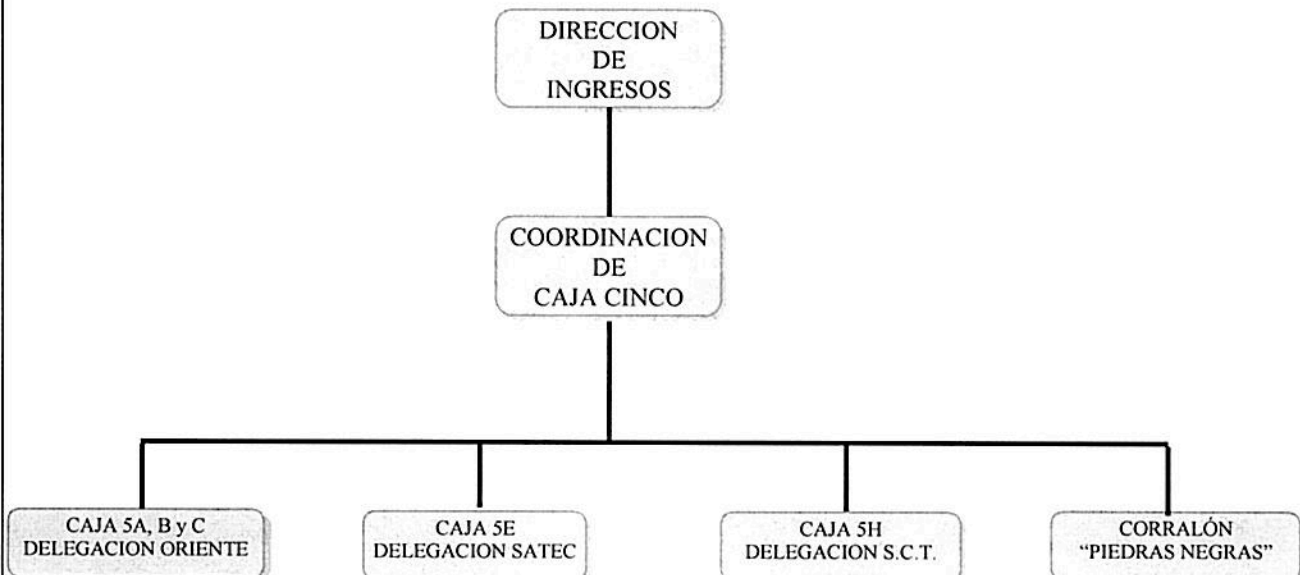 DIRECCION
DE
INGRESOS
COORDINACION
DE
CAJA CINCO
CAJA 5A, B y C
DELEGACION ORIENTE
CAJA 5E
DELEGACION SATEC
CAJA 5H
DELEGACION S.C.T.
CORRALÓN
“PIEDRAS NEGRAS”